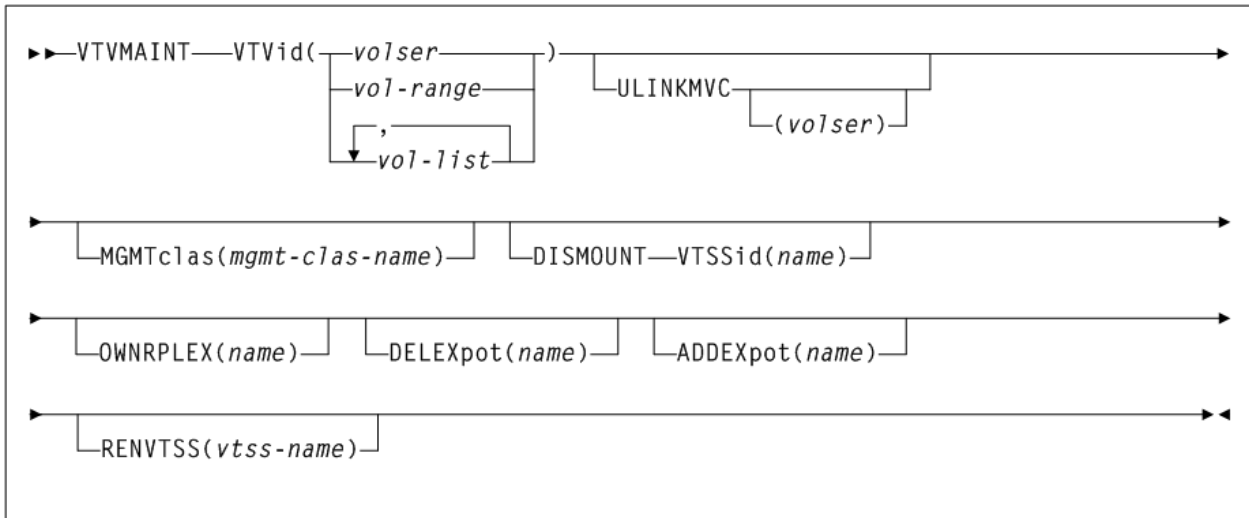 VTVMAINT VTVid( volser ) ULINKMVC (volser)
vol-range
,
vol-list
MGMTclas(mgmt-clas-name) DISMOUNT VTSSid(name)
OWNRPLEX(name) DELEXpot(name) ADDEXpot(name)
RENVTSS(vtss-name)